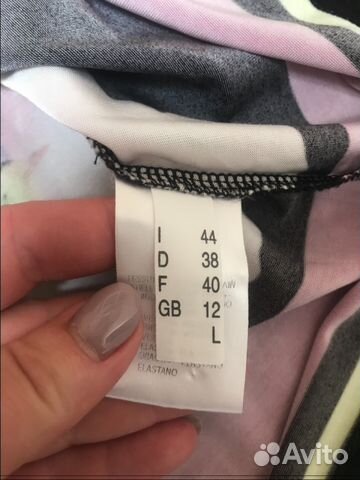 I 44
D 38
F 40
GB 12
L
ELASTANO
Avito